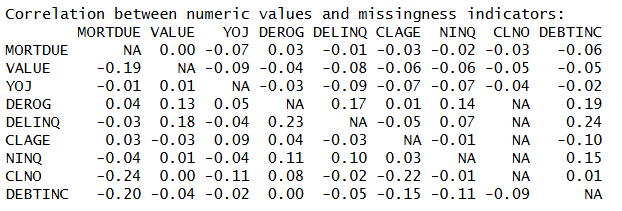 Correlation between numeric values and missingness indicators:
MORTDUE VALUE YOJ DEROG DELINQ CLAGE NINQ CLNO DEBTINC
MORTDUE NA 0.00 -0.07 0.03 -0.01 -0.03 -0.02 -0.03 -0.06
VALUE -0.19 NA -0.09 -0.04 -0.08 -0.06 -0.06 -0.05 -0.05
YOJ -0.01 0.01 NA -0.03 -0.09 -0.07 -0.07 -0.04 -0.02
DEROG 0.04 0.13 0.05 NA 0.17 0.01 0.14 NA 0.19
DELINQ -0.03 0.18 -0.04 0.23 NA -0.05 0.07 NA 0.24
CLAGE 0.03 -0.03 0.09 0.04 -0.03 NA -0.01 NA -0.10
NINQ -0.04 0.01 -0.04 0.11 0.10 0.03 NA NA 0.15
CLNO -0.24 0.00 -0.11 0.08 -0.02 -0.22 -0.01 NA 0.01
DEBTINC -0.20 -0.04 -0.02 0.00 -0.05 -0.15 -0.11 -0.09 NA